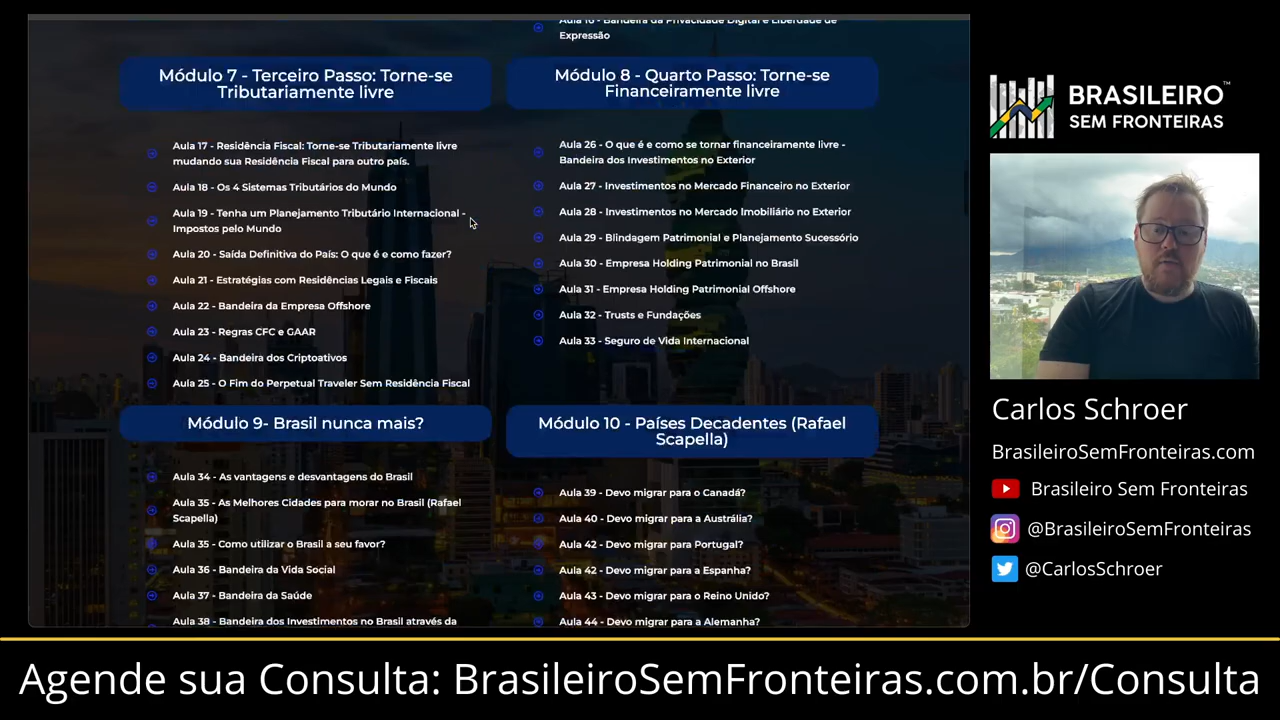 Aula 16 - Bandeira da Privacidade Digital e Liberdade de
Expressão
Módulo 7 - Terceiro Passo: Torne-se
Tributariamente livre
Aula 17 - Residência Fiscal: Torne-se Tributariamente livre
mudando sua Residência Fiscal para outro país.
Aula 18 - Os 4 Sistemas Tributários do Mundo
Aula 19 - Tenha um Planejamento Tributário Internacional -
Impostos pelo Mundo
Aula 20 - Saída Definitiva do País: O que é e como fazer?
Aula 21 - Estratégias com Residências Legais e Fiscais
Aula 22 - Bandeira da Empresa Offshore
Aula 23 - Regras CFC e GAAR
Aula 24 - Bandeira dos Criptoativos
Aula 25 - O Fim do Perpetual Traveler Sem Residência Fiscal
Módulo 8 - Quarto Passo: Torne-se
Financeiramente livre
Aula 26 - O que é e como se tornar financeiramente livre -
Bandeira dos Investimentos no Exterior
Aula 27 - Investimentos no Mercado Financeiro no Exterior
Aula 28 - Investimentos no Mercado Imobiliário no Exterior
Aula 29 - Blindagem Patrimonial e Planejamento Sucessório
Aula 30 - Empresa Holding Patrimonial no Brasil
Aula 31 - Empresa Holding Patrimonial Offshore
Aula 32 - Trusts e Fundações
Aula 33 - Seguro de Vida Internacional
Módulo 9- Brasil nunca mais?
Aula 34 - As vantagens e desvantagens do Brasil
Aula 35 - As Melhores Cidades para morar no Brasil (Rafael
Scapella)
Aula 35 - Como utilizar o Brasil a seu favor?
Aula 36 - Bandeira da Vida Social
Aula 37 - Bandeira da Saúde
Aula 38 - Bandeira dos Investimentos no Brasil através da
Módulo 10 - Países Decadentes (Rafael
Scapella)
Aula 39 - Devo migrar para o Canadá?
Aula 40 - Devo migrar para a Austrália?
Aula 42 - Devo migrar para Portugal?
Aula 42 - Devo migrar para a Espanha?
Aula 43 - Devo migrar para o Reino Unido?
Aula 44 - Devo migrar para a Alemanha?
BRASILEIRO™
SEM FRONTEIRAS
Carlos Schroer
BrasileiroSemFronteiras.com
Brasileiro Sem Fronteiras
@BrasileiroSemFronteiras
@CarlosSchroer
Agende sua Consulta: BrasileiroSemFronteiras.com.br/Consulta